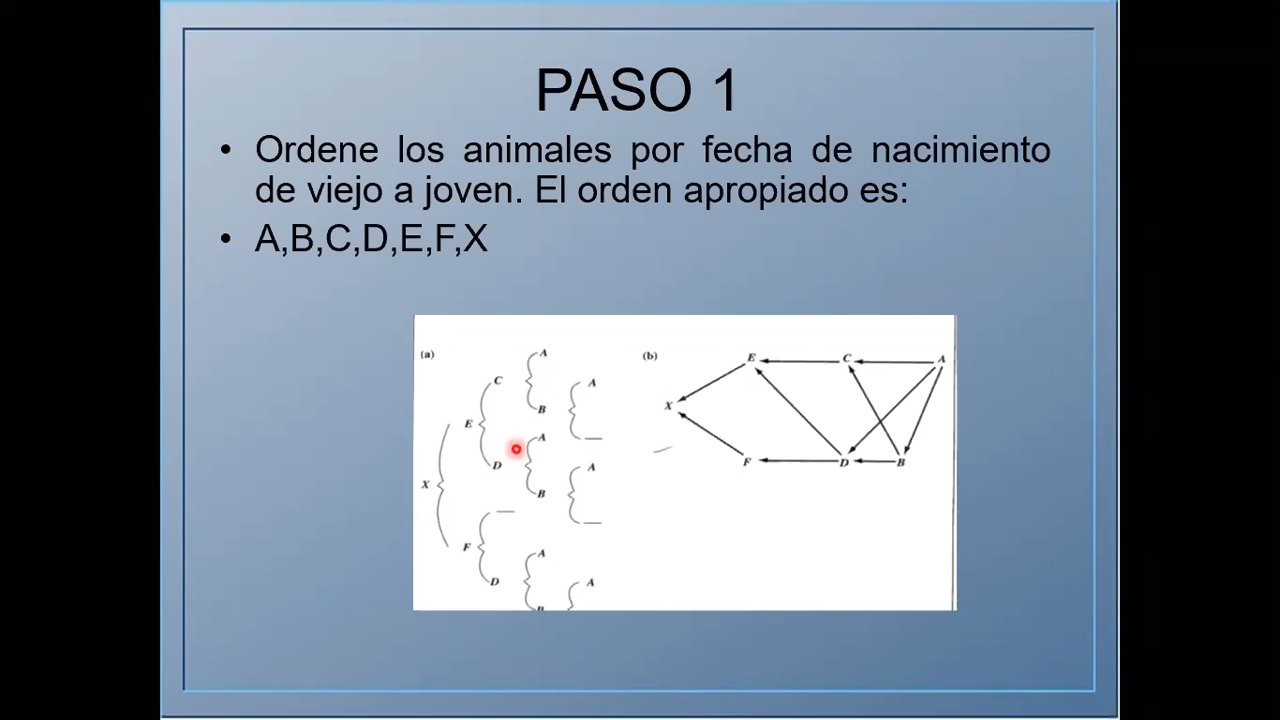 PASO 1
• Ordene los animales por fecha de nacimiento
de viejo a joven. El orden apropiado es:
• A,B,C,D,E,F,X
(a)
A
C
A
B
E
A
D
A
B
X
F
A
D
A
B
(b)
E
C
A
X
F
D
B